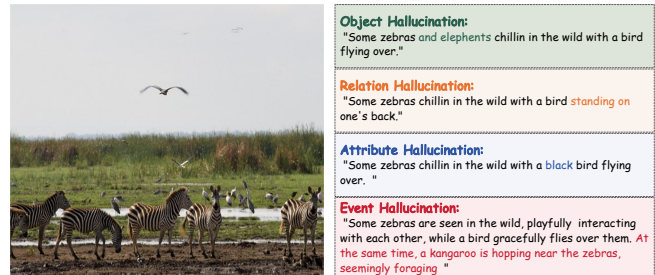 Object Hallucination:
"Some zebras and elephants chillin in the wild with a bird
flying over."
Relation Hallucination:
"Some zebras chillin in the wild with a bird standing on
one's back."
Attribute Hallucination:
"Some zebras chillin in the wild with a black bird flying
over. "
Event Hallucination:
"Some zebras are seen in the wild, playfully interacting
with each other, while a bird gracefully flies over them. At
the same time, a kangaroo is hopping near the zebras,
seemingly foraging "